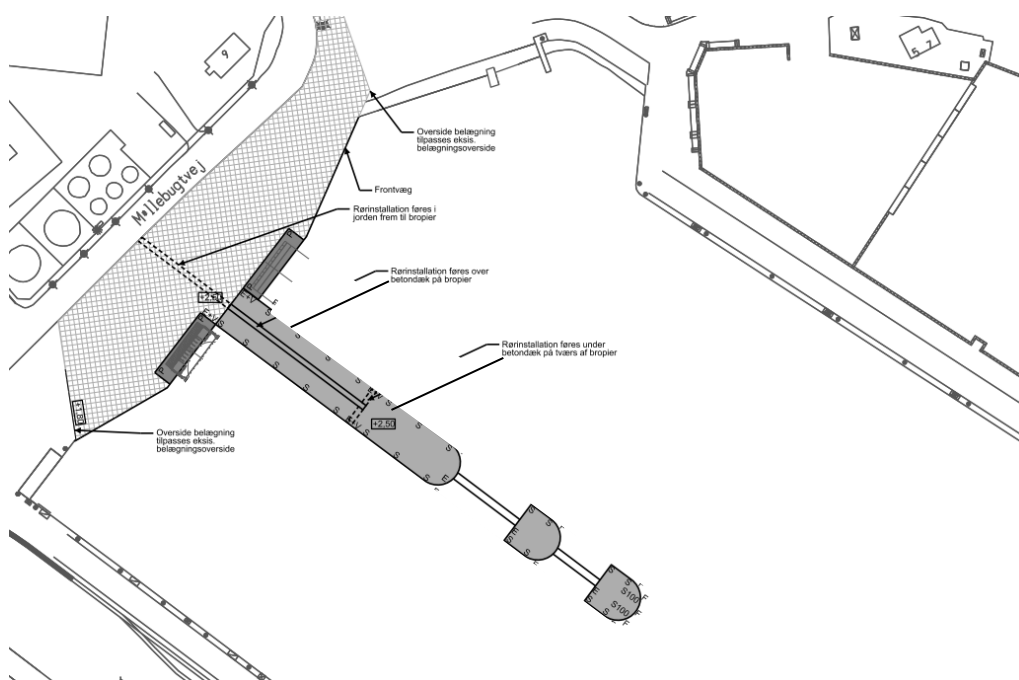 9
5 7
Overside belægning
tilpasses eksis.
belægningsoverside
Møllebugtvej
Frontvæg
Rørinstallation føres i
jorden frem til bropier
Rørinstallation føres over
betondæk på bropier
Rørinstallation føres under
betondæk på tværs af bropier
+2.50
+1.80
Overside belægning
tilpasses eksis.
belægningsoverside
P
P
E+V
S
S
S
S
S
S
S
S
S
S
S
S
S
E
S
S
S
E
S
E
S
S
S
E
S
S100
S100
F
F
F